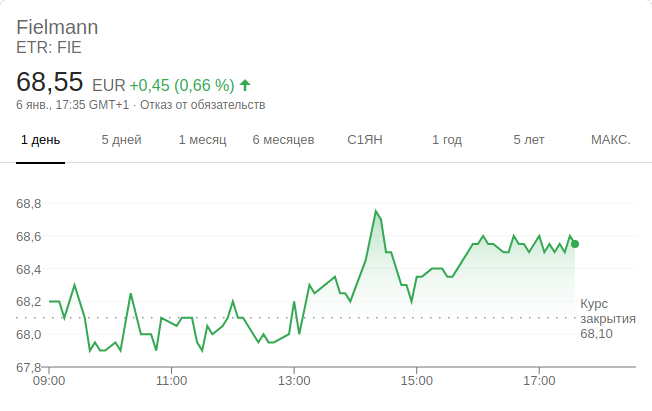 Fielmann
ETR: FIE
68,55 EUR +0,45 (0,66 %)
6 янв., 17:35 GMT+1 · Отказ от обязательств
1 день 5 дней 1 месяц 6 месяцев С1ЯН 1 год 5 лет МАКС.
68,8
68,6
68,4
68,2
68,0
67,8
Курс
закрытия
68,10
09:00 11:00 13:00 15:00 17:00